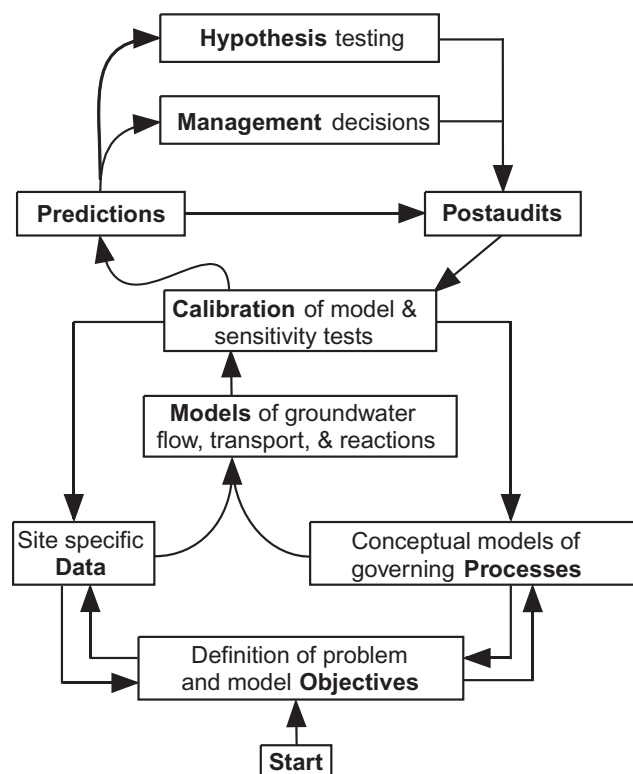 Hypothesis testing
Management decisions
Predictions
Postaudits
Calibration of model &
sensitivity tests
Models of groundwater
flow, transport, & reactions
Site specific
Data
Conceptual models of
governing Processes
Definition of problem
and model Objectives
Start